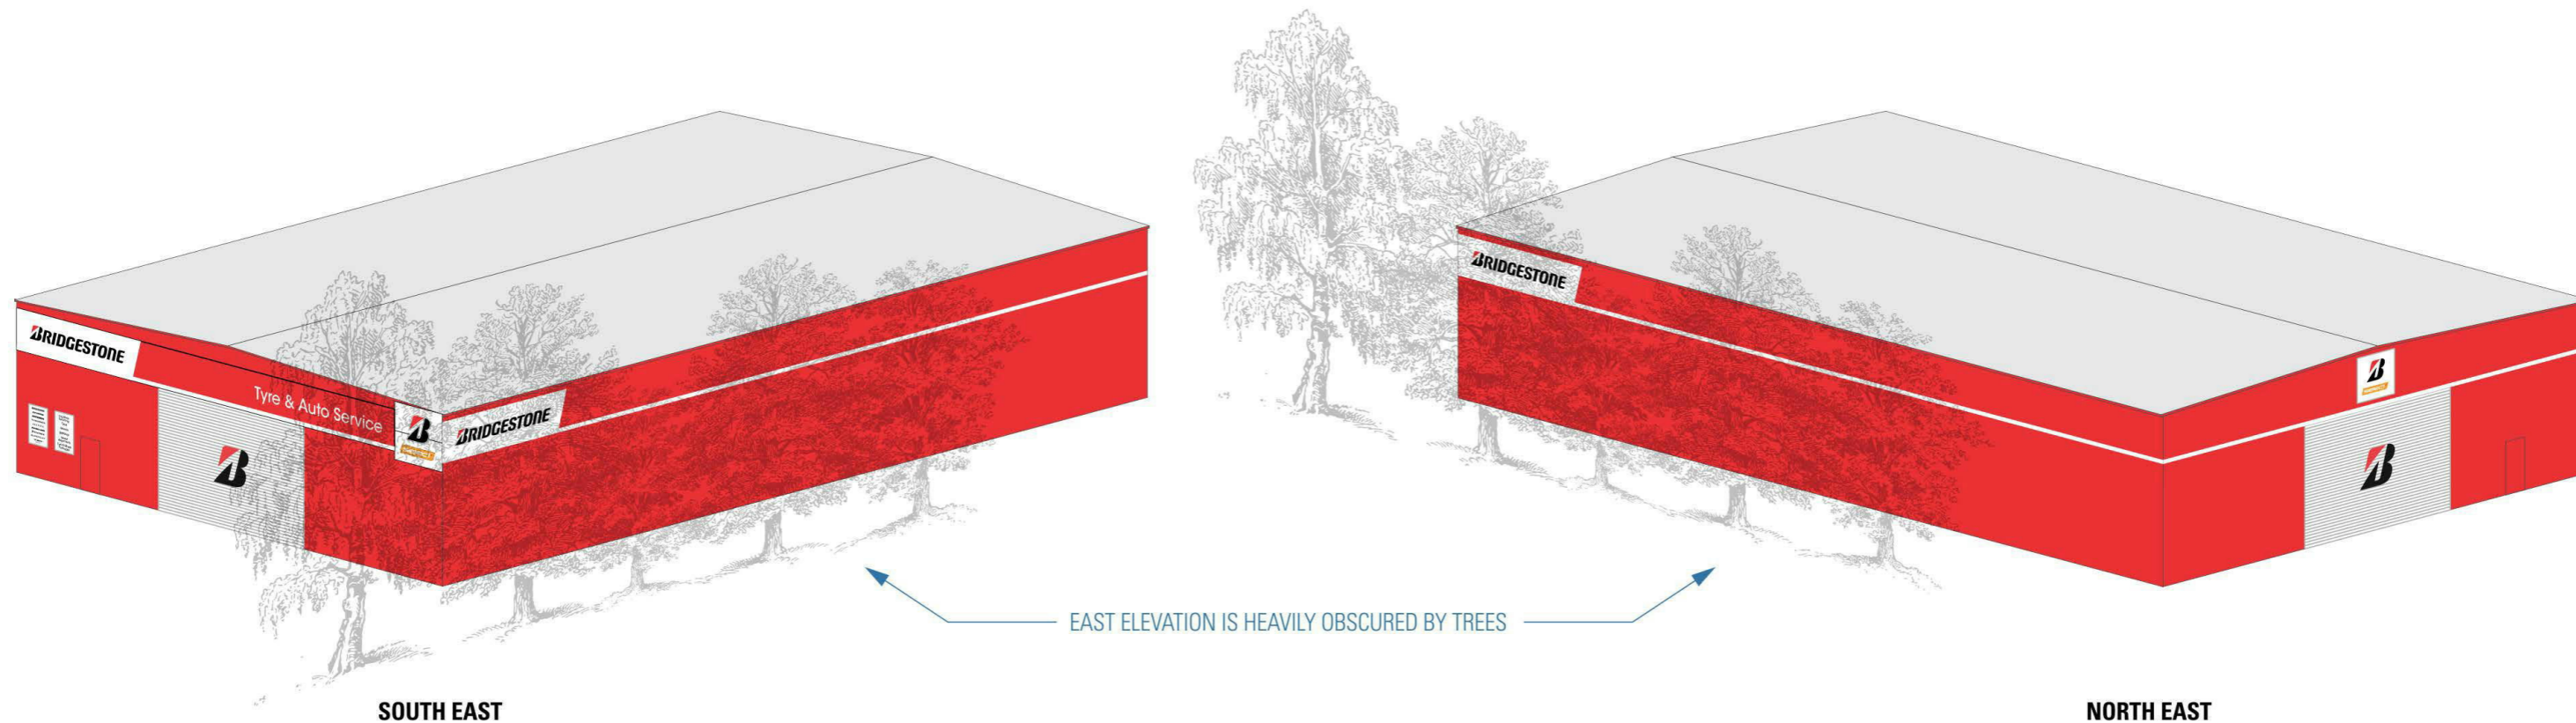 BRIDGESTONE
Tyre & Auto Service
BRIDGESTONE
BRIDGESTONE
EAST ELEVATION IS HEAVILY OBSCURED BY TREES
SOUTH EAST
NORTH EAST